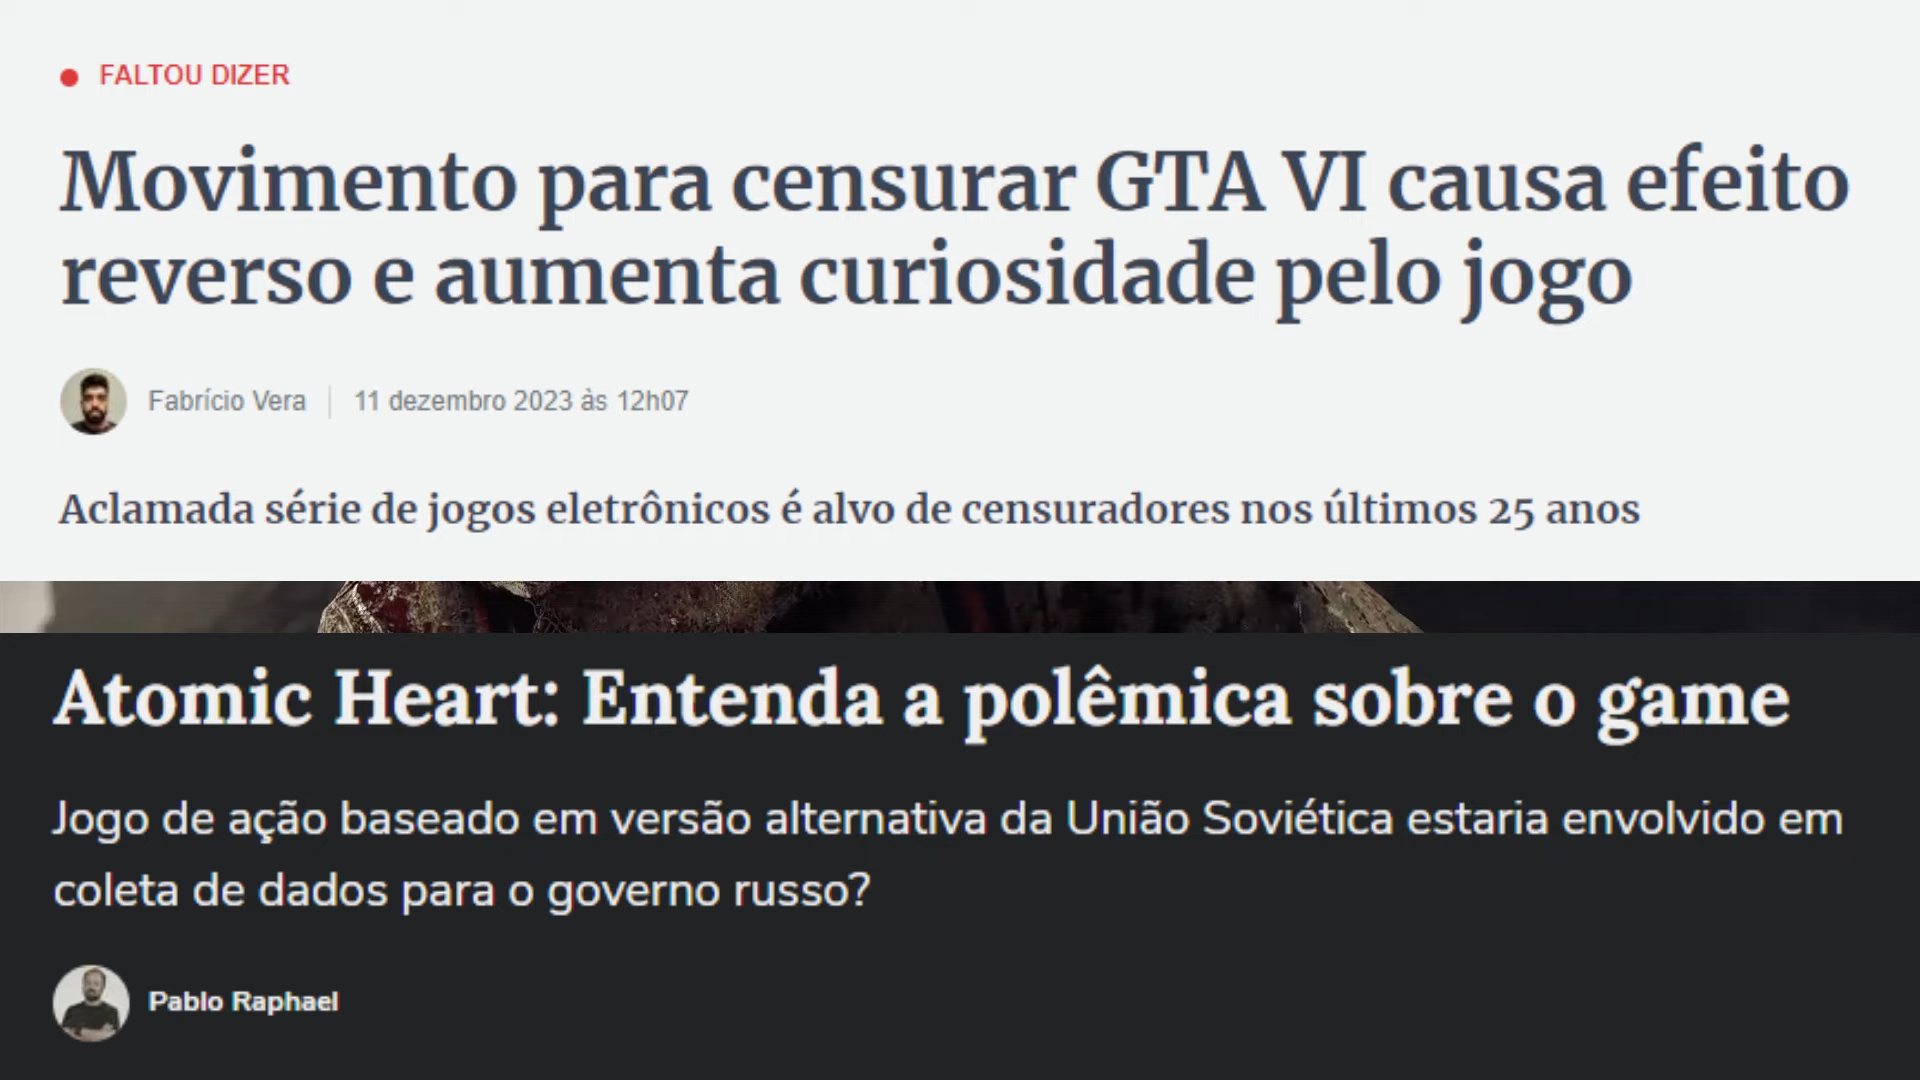 FALTOU DIZER
Movimento para censurar GTA VI causa efeito
reverso e aumenta curiosidade pelo jogo
Fabrício Vera | 11 dezembro 2023 às 12h07
Aclamada série de jogos eletrônicos é alvo de censuradores nos últimos 25 anos
Atomic Heart: Entenda a polêmica sobre o game
Jogo de ação baseado em versão alternativa da União Soviética estaria envolvido em
coleta de dados para o governo russo?
Pablo Raphael